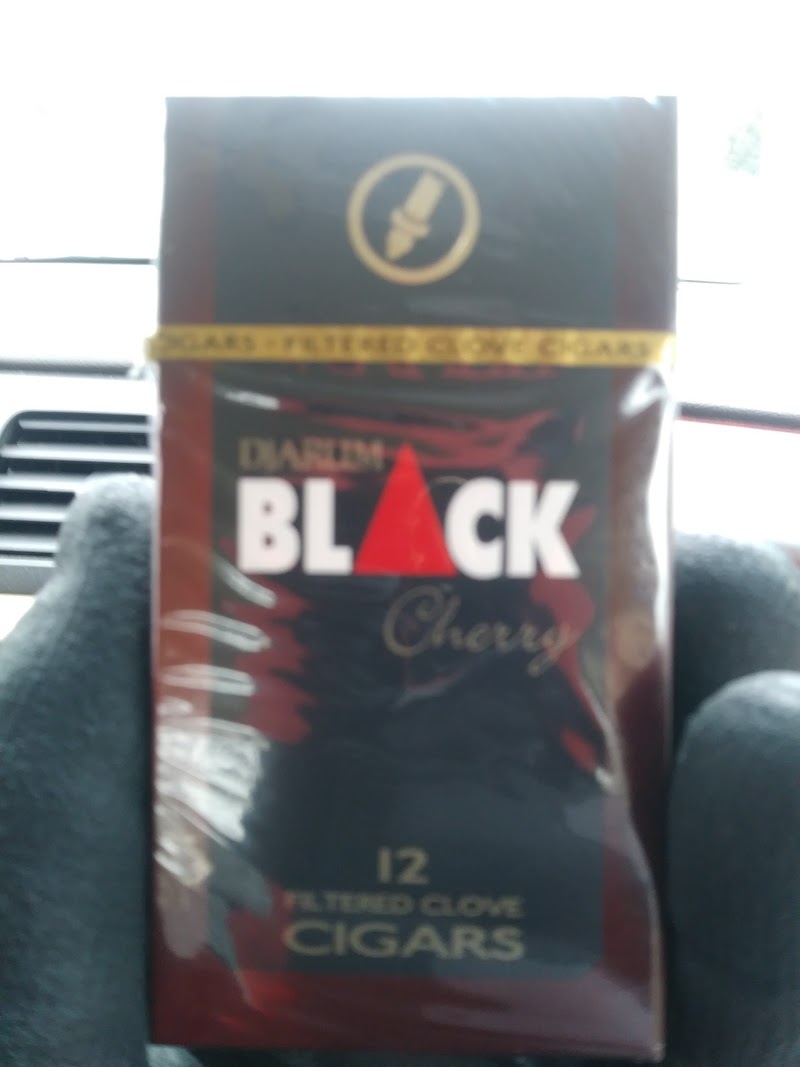 CIGARS - FILTERED CLOVE CIGARS
DJARUM
BLACK
Cherry
12
FILTERED CLOVE
CIGARS